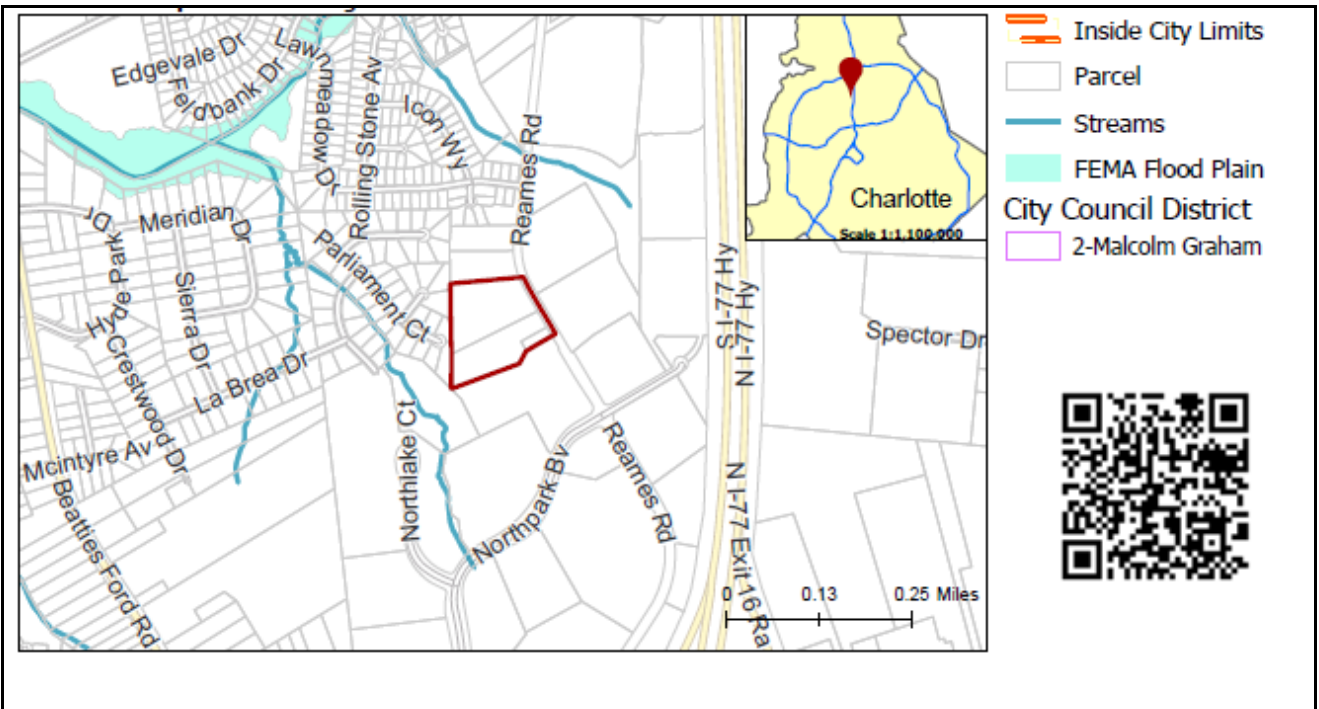 Edgevale Dr
Feldbank Dr
Lawnmeadow Dr
Rolling Stone Av
Icon Wy
Reames Rd
Meridian Dr
Hyde Park Dr
Sierra Dr
Parliament Ct
Crestwood Dr
La Brea Dr
Mcintyre Av
Beatties Ford Rd
Northlake Ct
Northpark Bv
Reames Rd
S I-77 Hy
N I-77 Hy
N I-77 Exit 16 Ra
Spector Dr
0 0.13 0.25 Miles
Charlotte
Scale 1:1,100,000
Inside City Limits
Parcel
Streams
FEMA Flood Plain
City Council District
2-Malcolm Graham